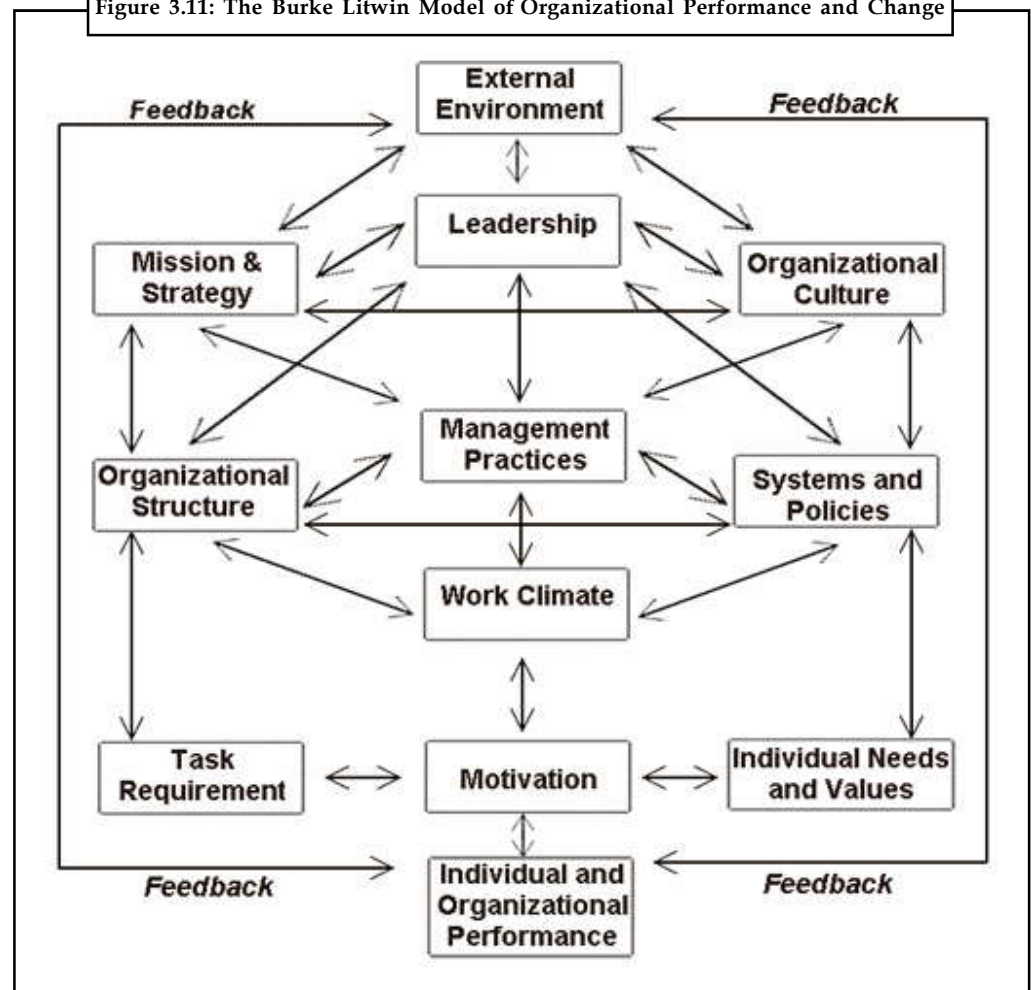 Figure 3.11: The Burke Litwin Model of Organizational Performance and Change
External
Environment
Feedback
Feedback
Leadership
Mission &
Strategy
Organizational
Culture
Management
Practices
Organizational
Structure
Systems and
Policies
Work Climate
Task
Requirement
Motivation
Individual Needs
and Values
Feedback
Individual and
Organizational
Performance
Feedback